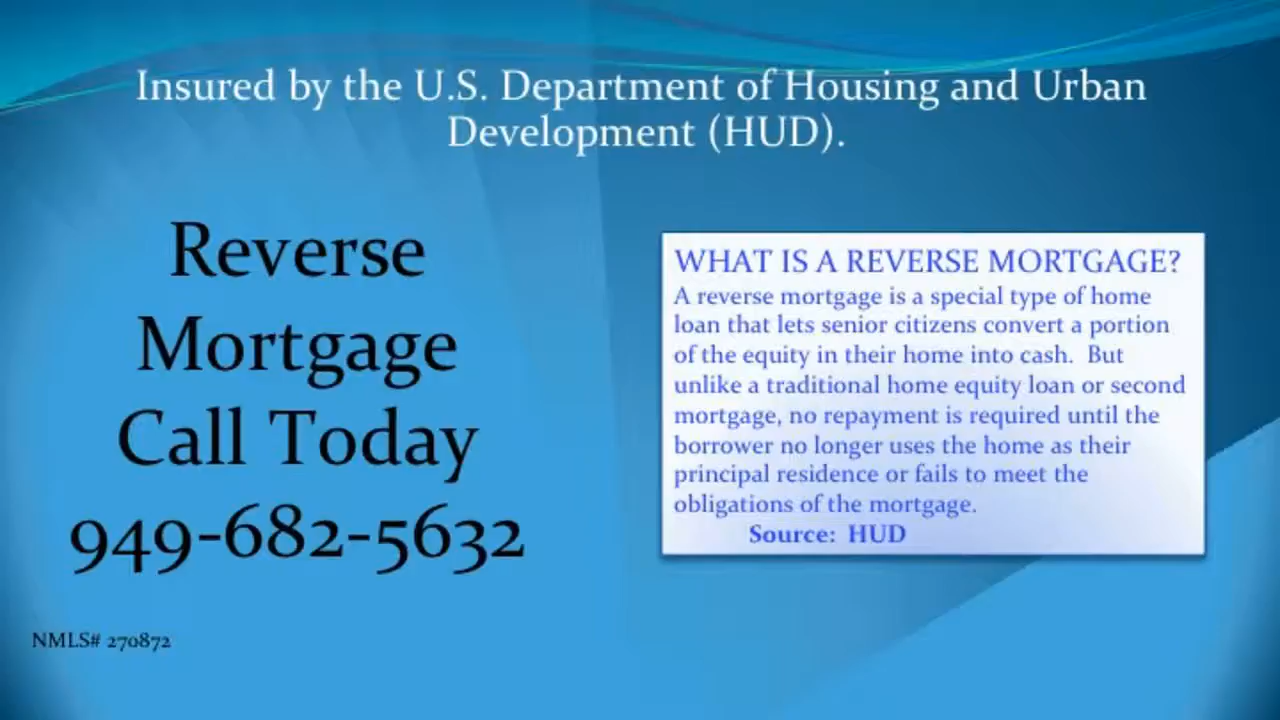 Insured by the U.S. Department of Housing and Urban
Development (HUD).
Reverse
Mortgage
Call Today
949-682-5632
NMLS# 270872
WHAT IS A REVERSE MORTGAGE?
A reverse mortgage is a special type of home
loan that lets senior citizens convert a portion
of the equity in their home into cash.  But
unlike a traditional home equity loan or second
mortgage, no repayment is required until the
borrower no longer uses the home as their
principal residence or fails to meet the
obligations of the mortgage.
Source:  HUD